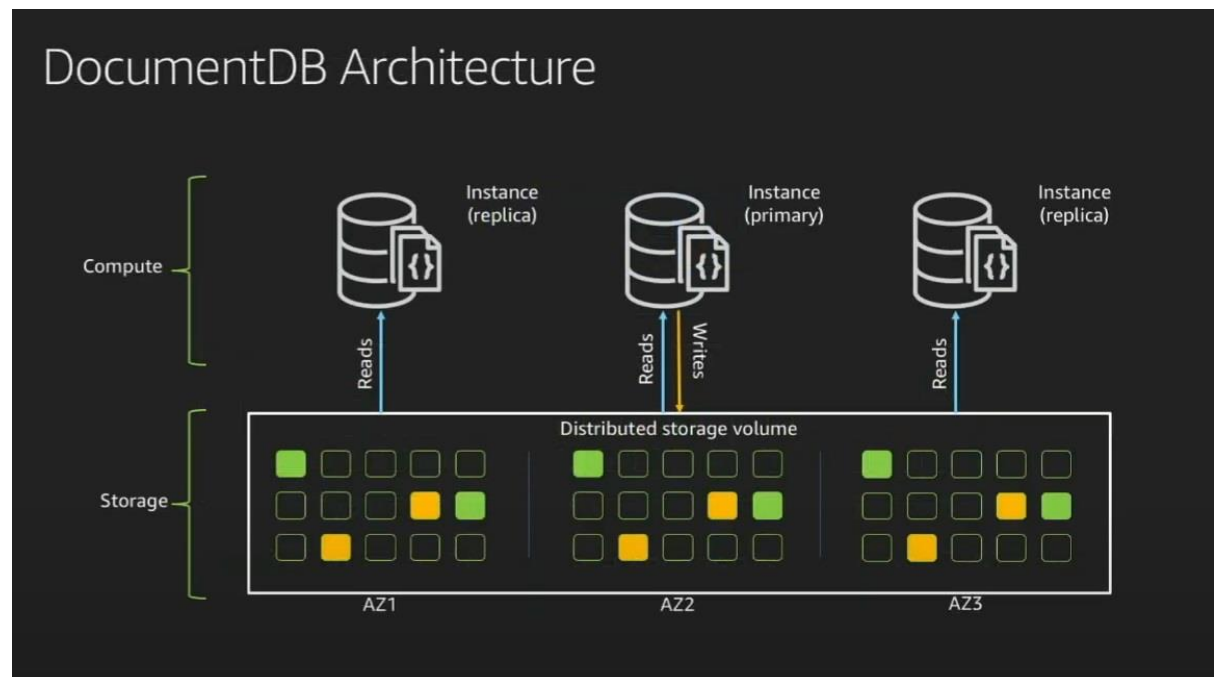 DocumentDB Architecture
Instance
(replica)
Instance
(primary)
Instance
(replica)
Compute
{}
{}
{}
Reads
Reads
Writes
Reads
Distributed storage volume
Storage
AZ1
AZ2
AZ3